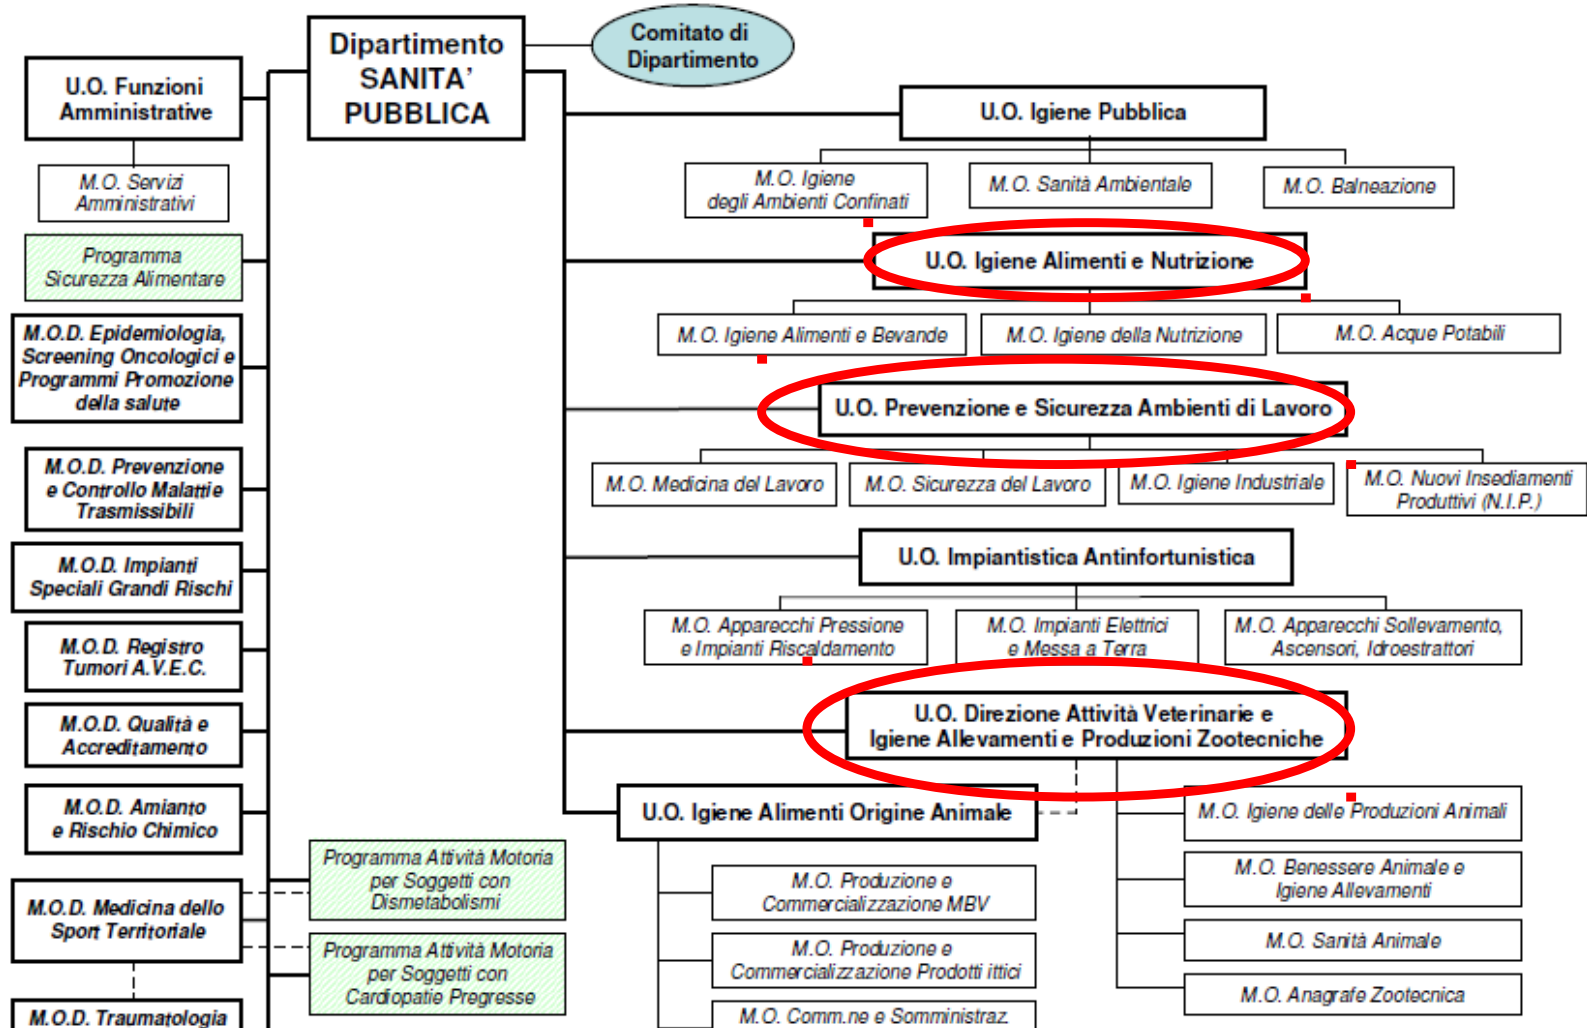 Dipartimento
SANITA'
PUBBLICA
Comitato di
Dipartimento
U.O. Funzioni
Amministrative
M.O. Servizi
Amministrativi
Programma
Sicurezza Alimentare
M.O.D. Epidemiologia,
Screening Oncologici e
Programmi Promozione
della salute
M.O.D. Prevenzione
e Controllo Malattie
Trasmissibili
M.O.D. Impianti
Speciali Grandi Rischi
M.O.D. Registro
Tumori A.V.E.C.
M.O.D. Qualità e
Accreditamento
M.O.D. Amianto
e Rischio Chimico
M.O.D. Medicina dello
Sport Territoriale
M.O.D. Traumatologia
Programma Attività Motoria
per Soggetti con
Dismetabolismi
Programma Attività Motoria
per Soggetti con
Cardiopatie Pregresse
U.O. Igiene Pubblica
M.O. Igiene
degli Ambienti Confinati
M.O. Sanità Ambientale
M.O. Balneazione
U.O. Igiene Alimenti e Nutrizione
M.O. Igiene Alimenti e Bevande
M.O. Igiene della Nutrizione
M.O. Acque Potabili
U.O. Prevenzione e Sicurezza Ambienti di Lavoro
M.O. Medicina del Lavoro
M.O. Sicurezza del Lavoro
M.O. Igiene Industriale
M.O. Nuovi Insediamenti
Produttivi (N.I.P.)
U.O. Impiantistica Antinfortunistica
M.O. Apparecchi Pressione
e Impianti Riscaldamento
M.O. Impianti Elettrici
e Messa a Terra
M.O. Apparecchi Sollevamento,
Ascensori, Idroestrattori
U.O. Direzione Attività Veterinarie e
Igiene Allevamenti e Produzioni Zootecniche
M.O. Igiene delle Produzioni Animali
M.O. Benessere Animale e
Igiene Allevamenti
M.O. Sanità Animale
M.O. Anagrafe Zootecnica
U.O. Igiene Alimenti Origine Animale
M.O. Produzione e
Commercializzazione MBV
M.O. Produzione e
Commercializzazione Prodotti ittici
M.O. Comm.ne e Somministraz.